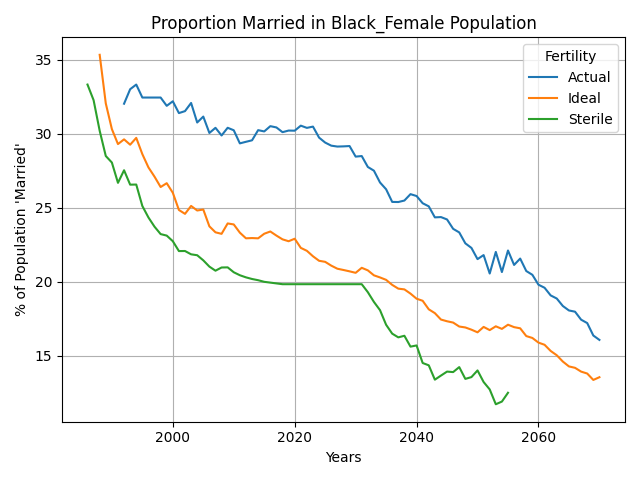 Proportion Married in Black_Female Population
% of Population 'Married'
35
30
25
20
15
2000
2020
2040
2060
Years
Fertility
Actual
Ideal
Sterile